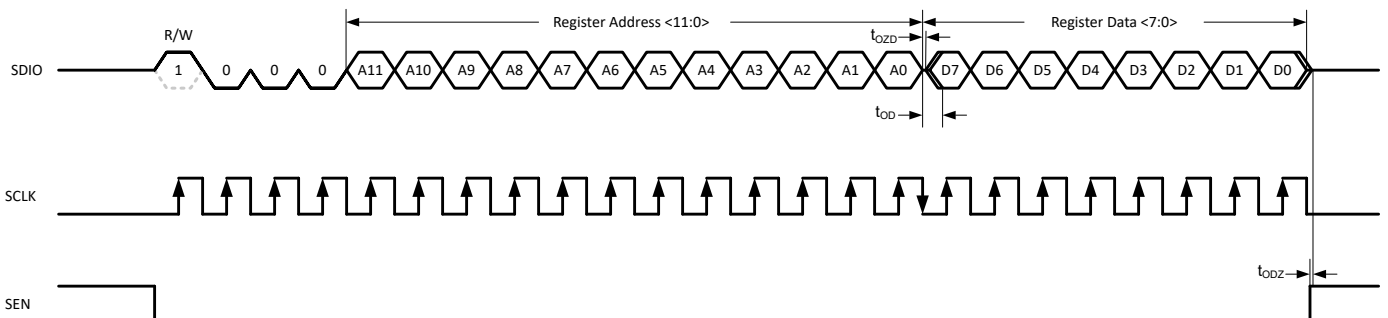 Register Address <11:0>
Register Data <7:0>
R/W
tOZD
SDIO
1 0 0 0 A11 A10 A9 A8 A7 A6 A5 A4 A3 A2 A1 A0 D7 D6 D5 D4 D3 D2 D1 D0
tOD
SCLK
tODZ
SEN